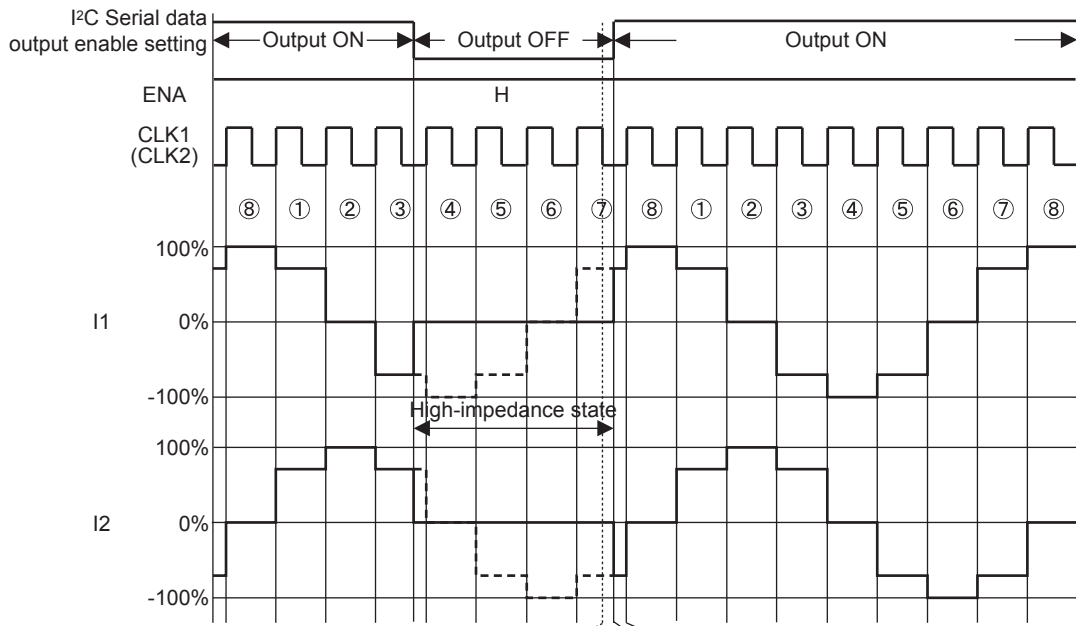 I²C Serial data
output enable setting
Output ON Output OFF Output ON
ENA H
CLK1
(CLK2)
⑧ ① ② ③ ④ ⑤ ⑥ ⑦ ⑧ ① ② ③ ④ ⑤ ⑥ ⑦ ⑧
100%
I1 0%
-100%
High-impedance state
100%
I2 0%
-100%